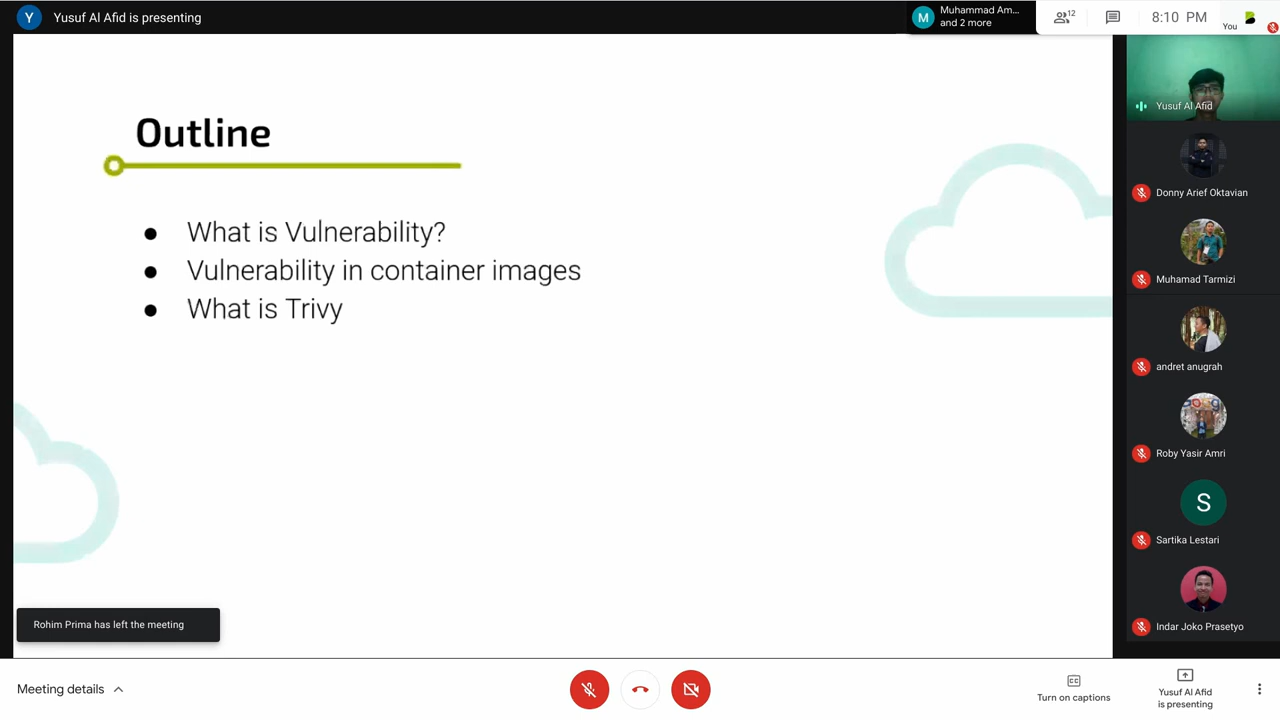 Y
Yusuf Al Afid is presenting
M
Muhammad Am...
and 2 more
12
8:10 PM
You
Outline
● What is Vulnerability?
● Vulnerability in container images
● What is Trivy
Yusuf Al Afid
Donny Arief Oktavian
Muhamad Tarmizi
andret anugrah
Roby Yasir Amri
S
Sartika Lestari
Indar Joko Prasetyo
Rohim Prima has left the meeting
Meeting details
CC
Turn on captions
Yusuf Al Afid
is presenting